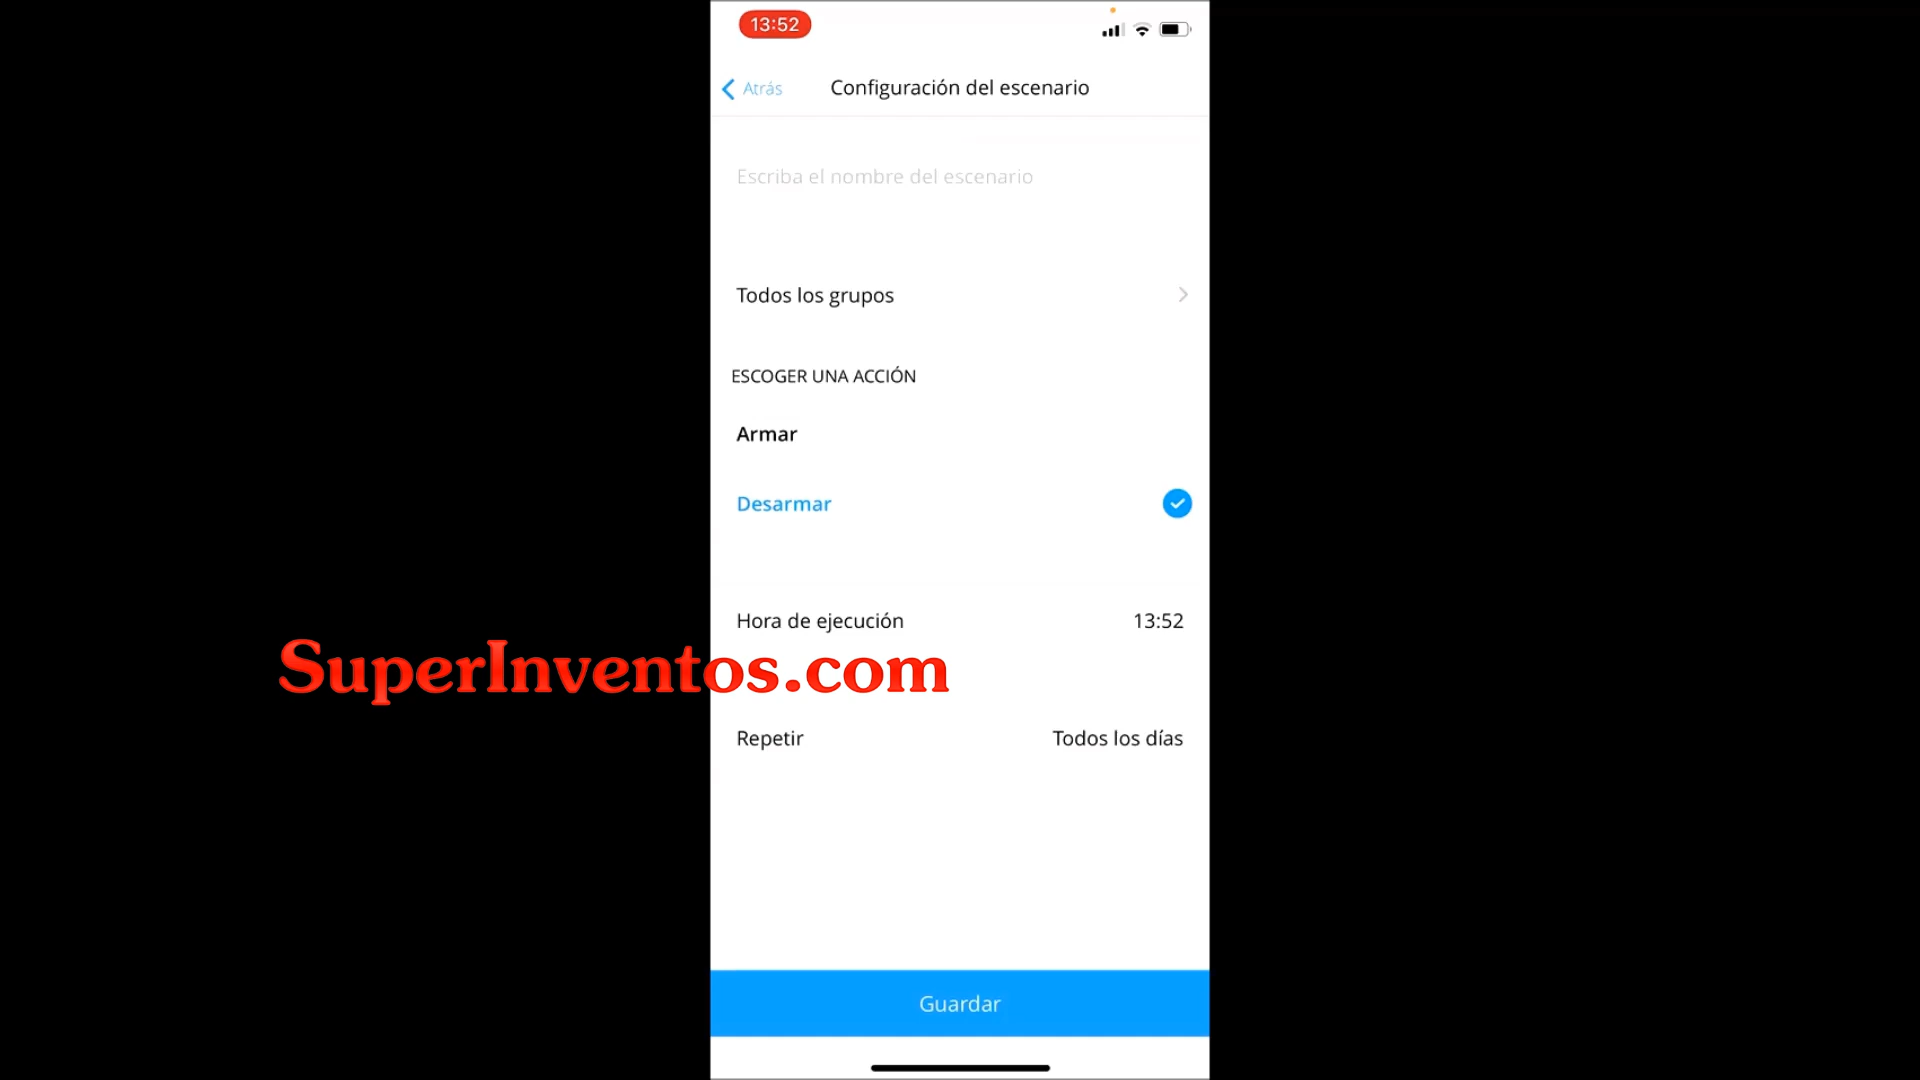 13:52
Atrás
Configuración del escenario
Escriba el nombre del escenario
Todos los grupos
ESCOGER UNA ACCIÓN
Armar
Desarmar
Hora de ejecución 13:52
SuperInventos.com
Repetir Todos los días
Guardar